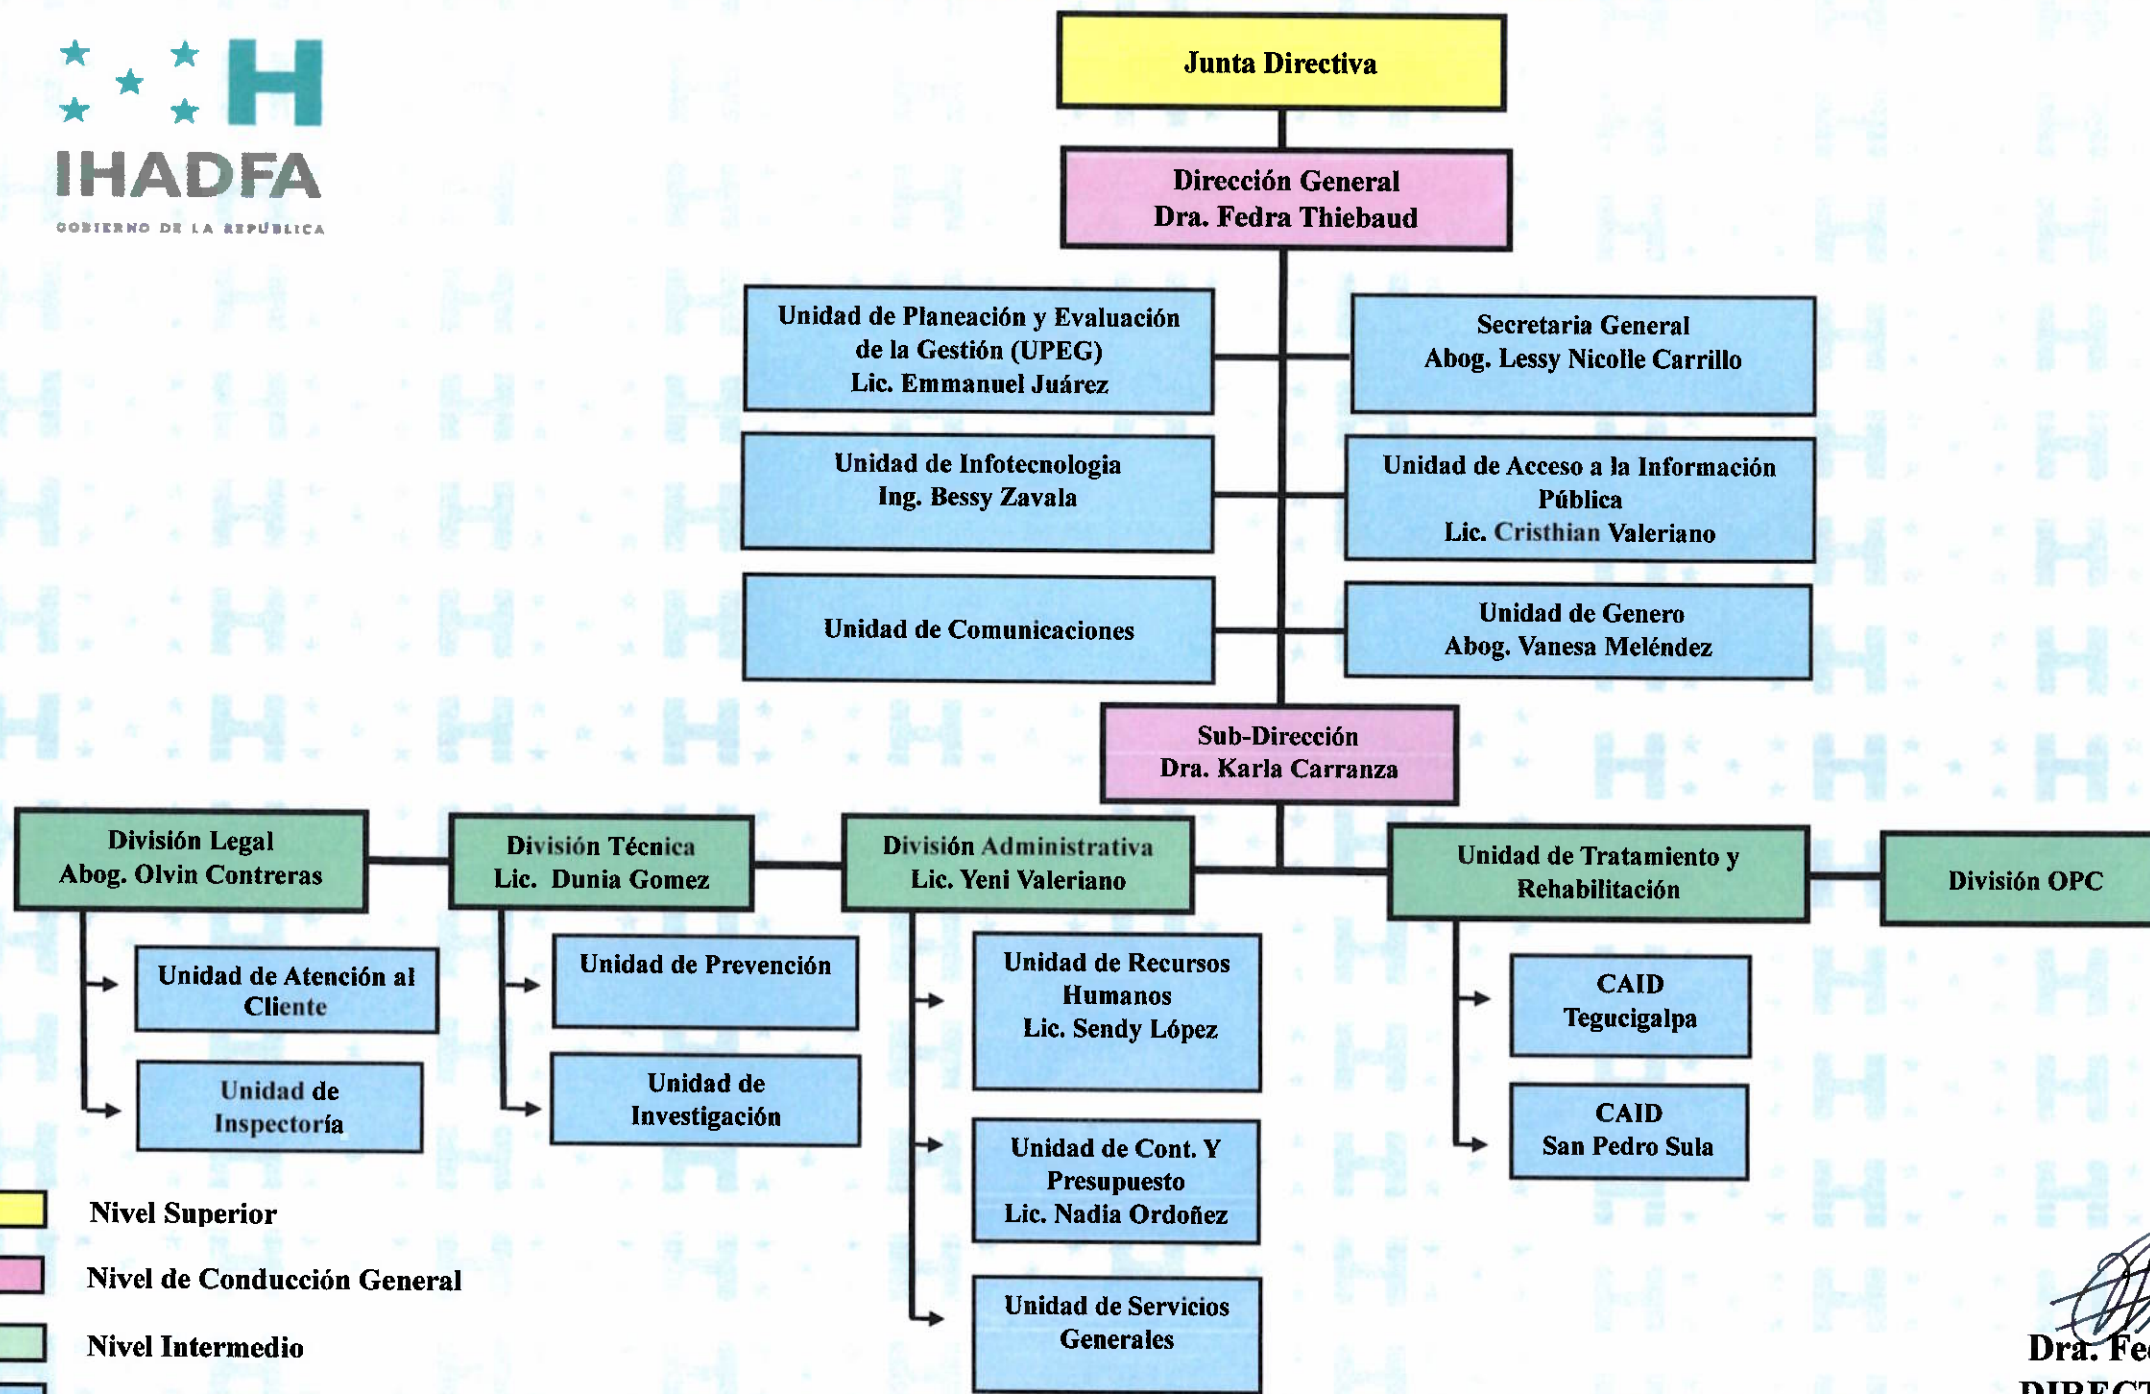 H
IHADFA
GOBIERNO DE LA REPÚBLICA
Junta Directiva
Dirección General
Dra. Fedra Thiebaud
Unidad de Planeación y Evaluación
de la Gestión (UPEG)
Lic. Emmanuel Juárez
Secretaria General
Abog. Lessy Nicolle Carrillo
Unidad de Infotecnologia
Ing. Bessy Zavala
Unidad de Acceso a la Información
Pública
Lic. Cristhian Valeriano
Unidad de Comunicaciones
Unidad de Genero
Abog. Vanesa Meléndez
Sub-Dirección
Dra. Karla Carranza
División Legal
Abog. Olvin Contreras
División Técnica
Lic. Dunia Gomez
División Administrativa
Lic. Yeni Valeriano
Unidad de Tratamiento y
Rehabilitación
División OPC
Unidad de Atención al
Cliente
Unidad de
Inspectoría
Unidad de Prevención
Unidad de
Investigación
Unidad de Recursos
Humanos
Lic. Sendy López
Unidad de Cont. Y
Presupuesto
Lic. Nadia Ordoñez
Unidad de Servicios
Generales
CAID
Tegucigalpa
CAID
San Pedro Sula
Nivel Superior
Nivel de Conducción General
Nivel Intermedio
Dra.